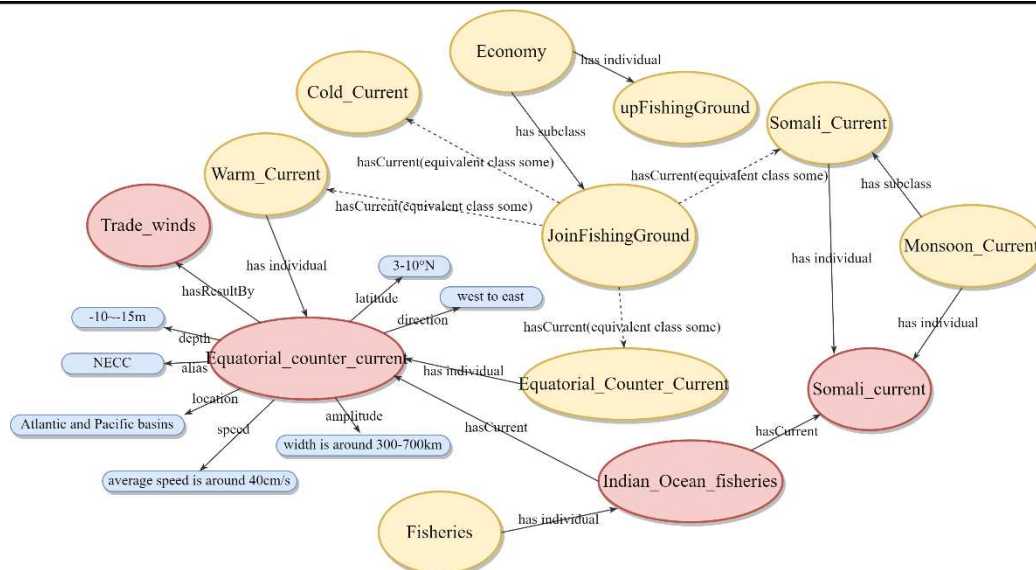 Economy
has individual
Cold_Current
upFishingGround
Somali_Current
has subclass
hasCurrent(equivalent class some)
hasCurrent(equivalent class some)
Warm_Current
has subclass
hasCurrent(equivalent class some)
Trade_winds
JoinFishingGround
Monsoon_Current
has individual
has individual
3-10°N
hasResultBy
latitude
west to east
direction
-10~-15m
has individual
depth
hasCurrent(equivalent class some)
NECC
alias
Equatorial_counter_current
has individual
Equatorial_Counter_Current
Somali_current
location
amplitude
Atlantic and Pacific basins
speed
hasCurrent
hasCurrent
width is around 300-700km
average speed is around 40cm/s
Indian_Ocean_fisheries
Fisheries
has individual